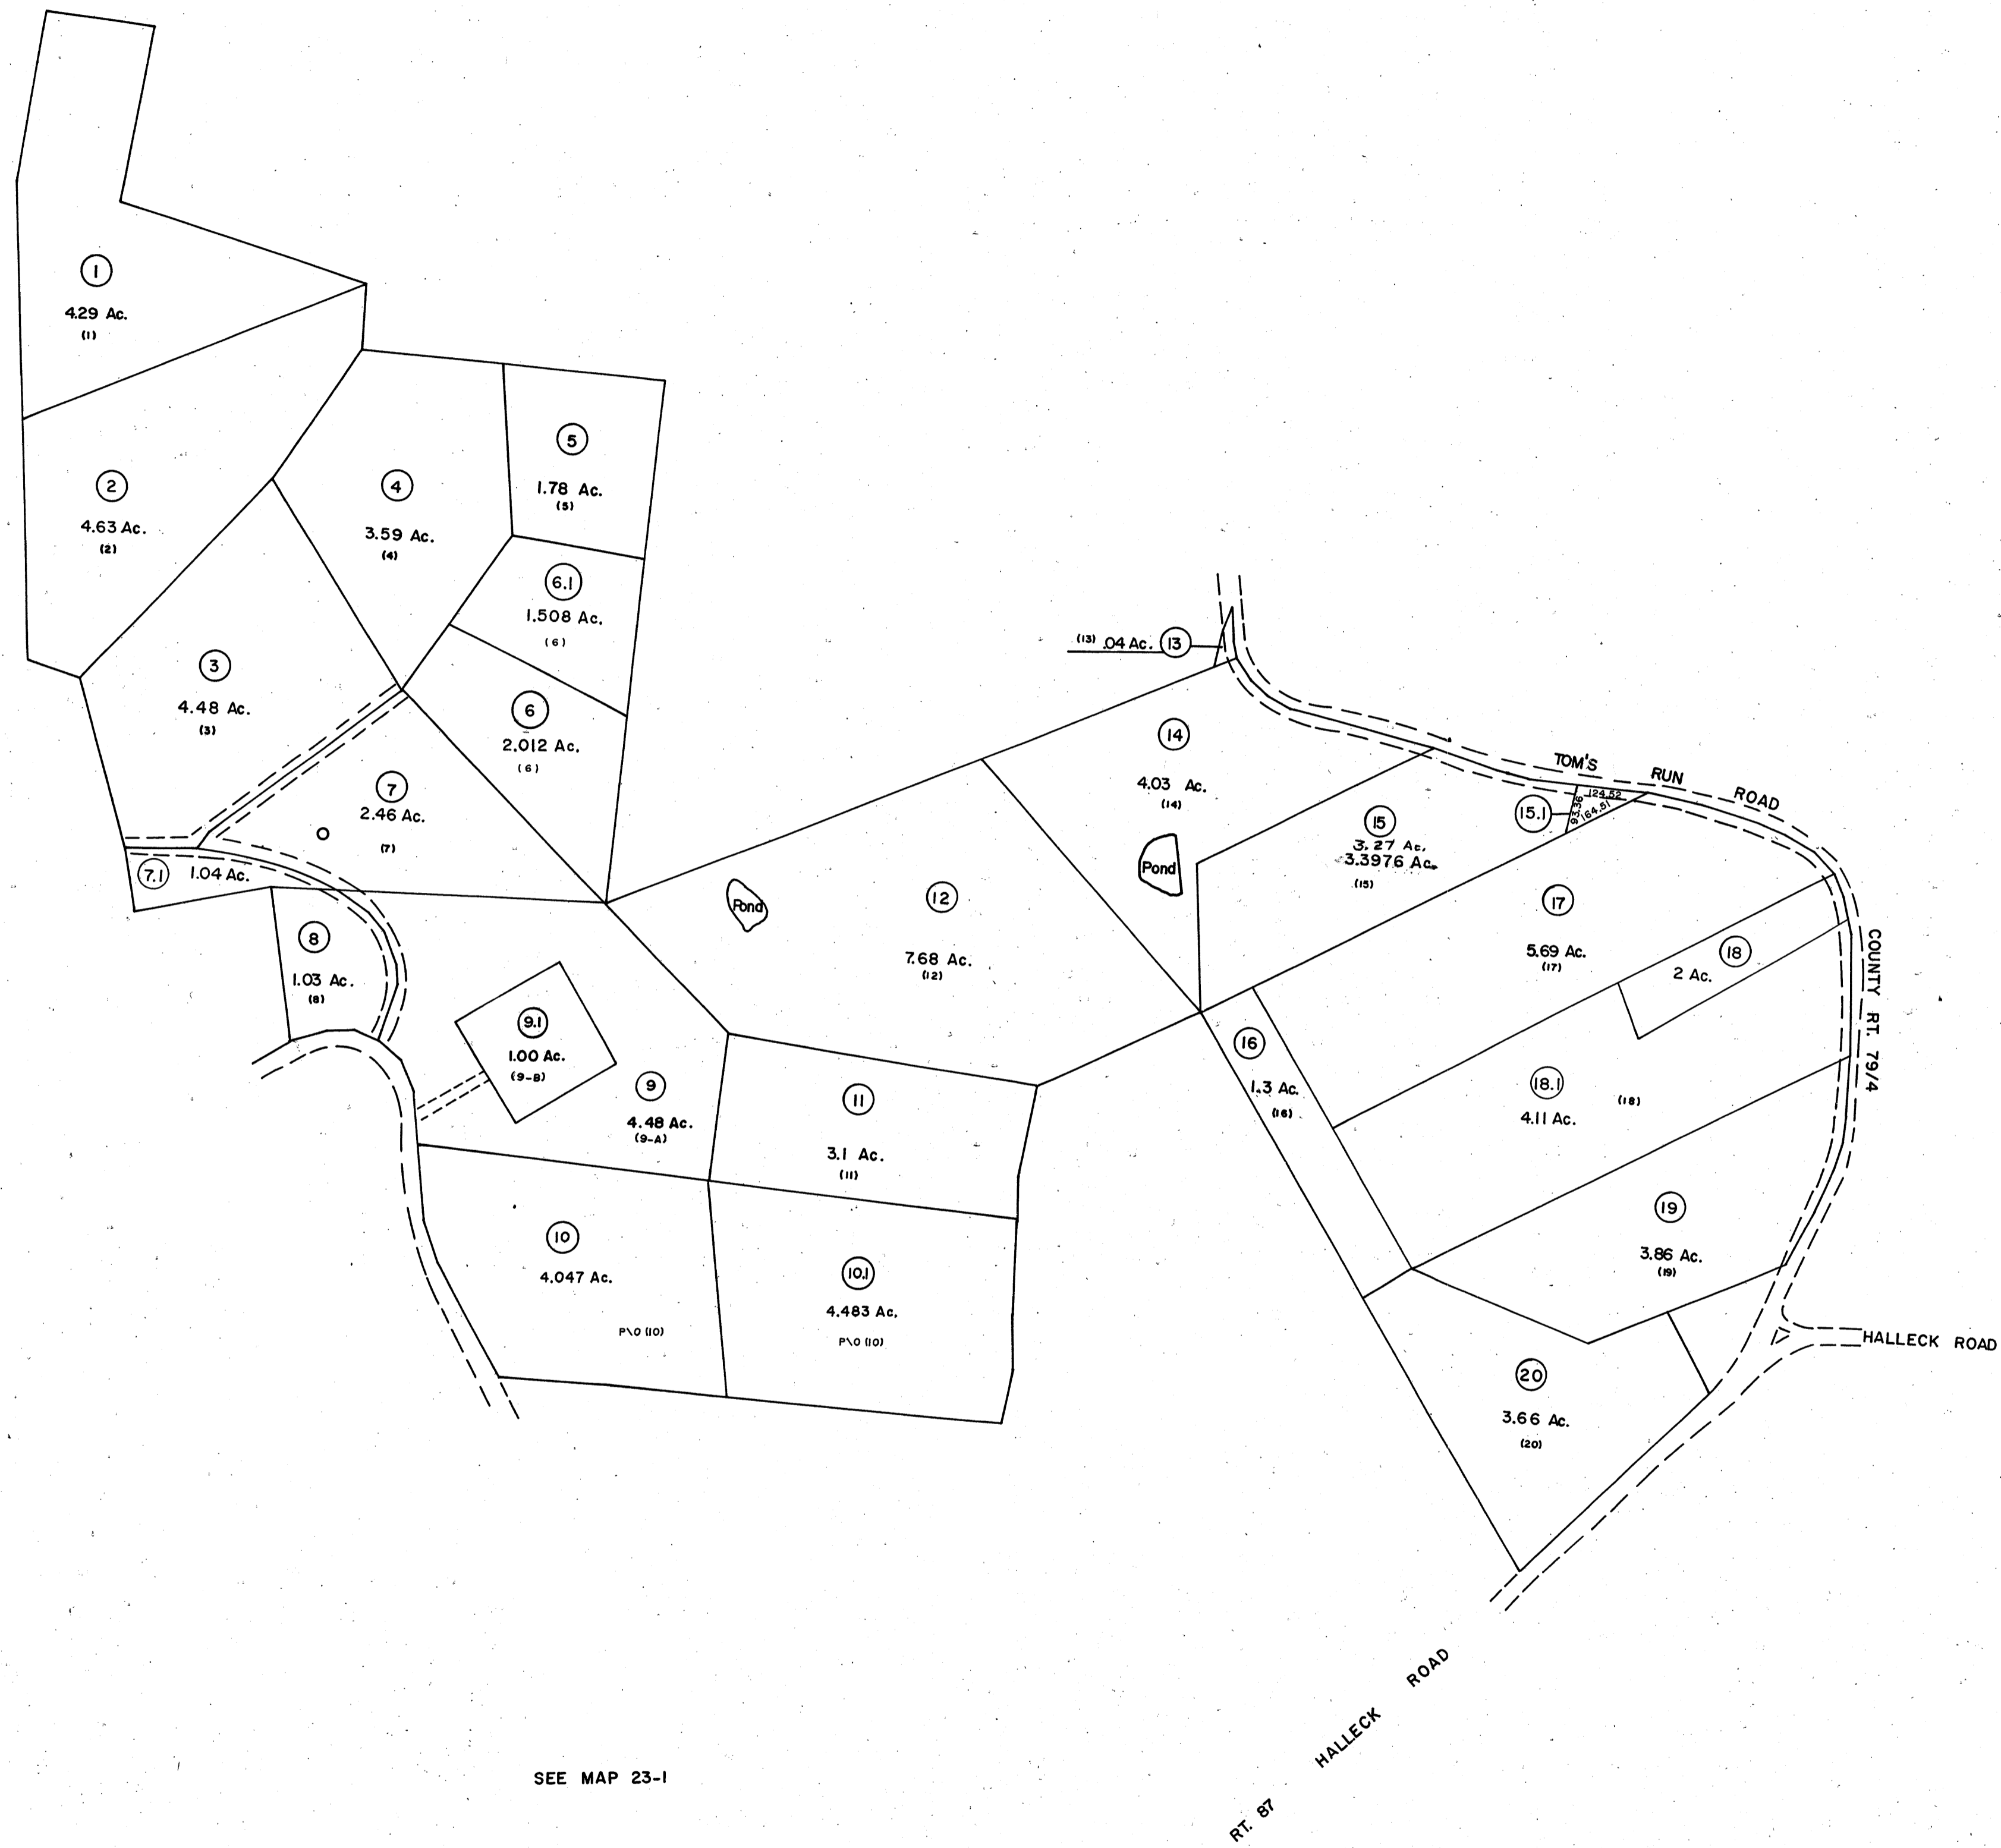 1
4.29 Ac.
(1)
2
4.63 Ac.
(2)
3
4.48 Ac.
(3)
4
3.59 Ac.
(4)
5
1.78 Ac.
(5)
6.1
1.508 Ac.
(6)
6
2.012 Ac.
(6)
7
2.46 Ac.
(7)
7.1 1.04 Ac.
8
1.03 Ac.
(8)
9.1
1.00 Ac.
(9-B)
9
4.48 Ac.
(9-A)
10
4.047 Ac.
P\O (10)
10.1
4.483 Ac.
P\O (10)
11
3.1 Ac.
(11)
Pond
12
7.68 Ac.
(12)
(13) .04 Ac. 13
14
4.03 Ac.
(14)
Pond
15
3.27 Ac.
3.3976 Ac.
(15)
15.1
93.36
124.52
164.51
TOM'S RUN ROAD
16
1.3 Ac.
(16)
17
5.69 Ac.
(17)
18
2 Ac.
18.1
4.11 Ac.
(18)
COUNTY RT. 79/4
19
3.86 Ac.
(19)
HALLECK ROAD
20
3.66 Ac.
(20)
RT. 87 HALLECK ROAD
SEE MAP 23-1